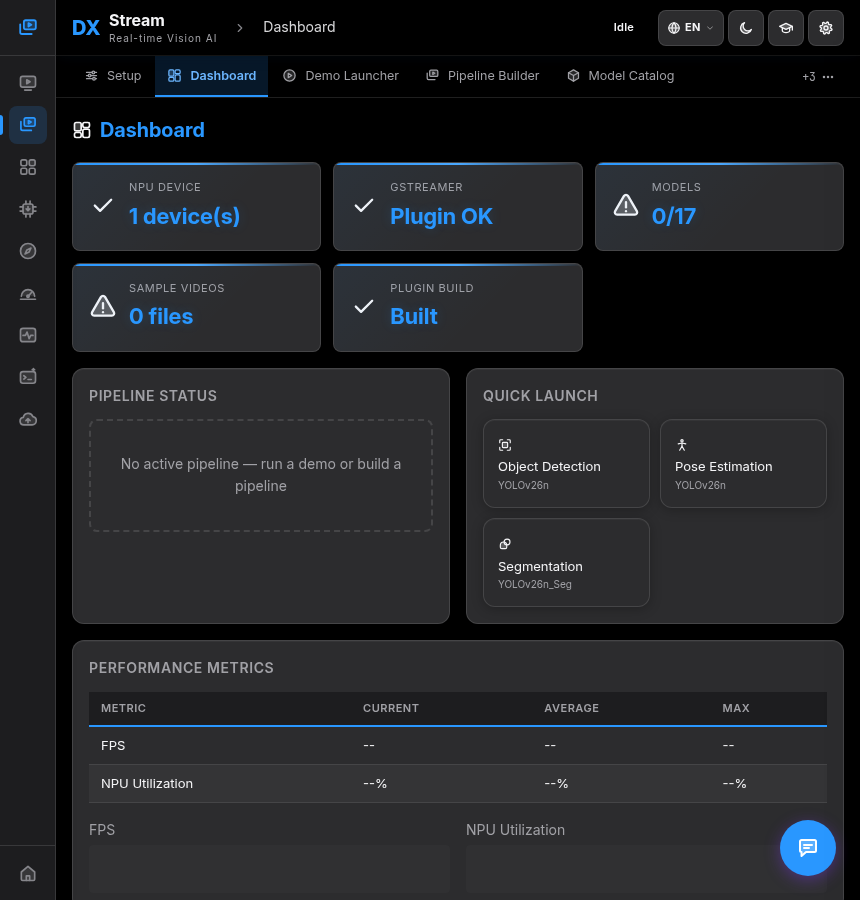 DX Stream
Real-time Vision AI
Dashboard
Idle
EN
Setup
Dashboard
Demo Launcher
Pipeline Builder
Model Catalog
+3 ···
Dashboard
NPU DEVICE
1 device(s)
GSTREAMER
Plugin OK
MODELS
0/17
SAMPLE VIDEOS
0 files
PLUGIN BUILD
Built
PIPELINE STATUS
No active pipeline — run a demo or build a
pipeline
QUICK LAUNCH
Object Detection
YOLOv26n
Pose Estimation
YOLOv26n
Segmentation
YOLOv26n_Seg
PERFORMANCE METRICS
METRIC CURRENT AVERAGE MAX
FPS -- -- --
NPU Utilization --% --% --%
FPS
NPU Utilization